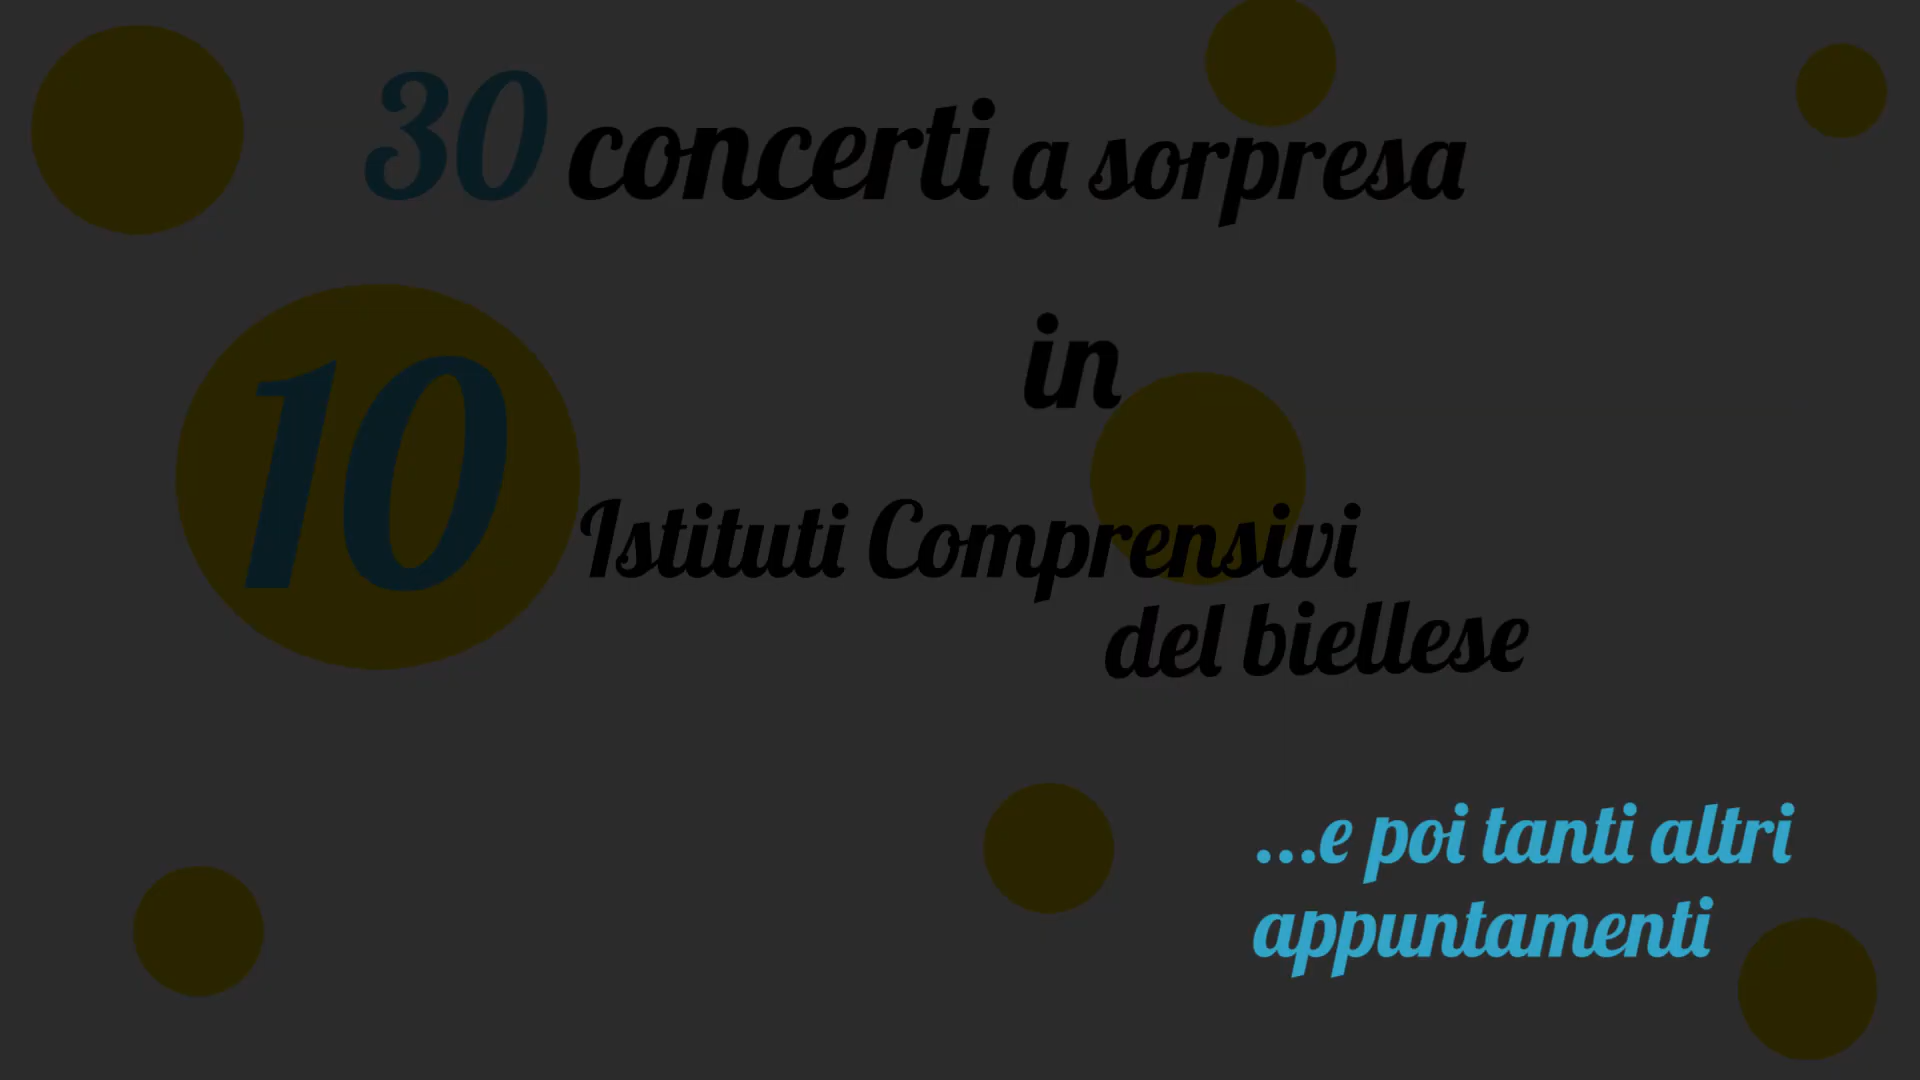 30 concerti a sorpresa
in
10 Istituti Comprensivi
del biellese
...e poi tanti altri
appuntamenti